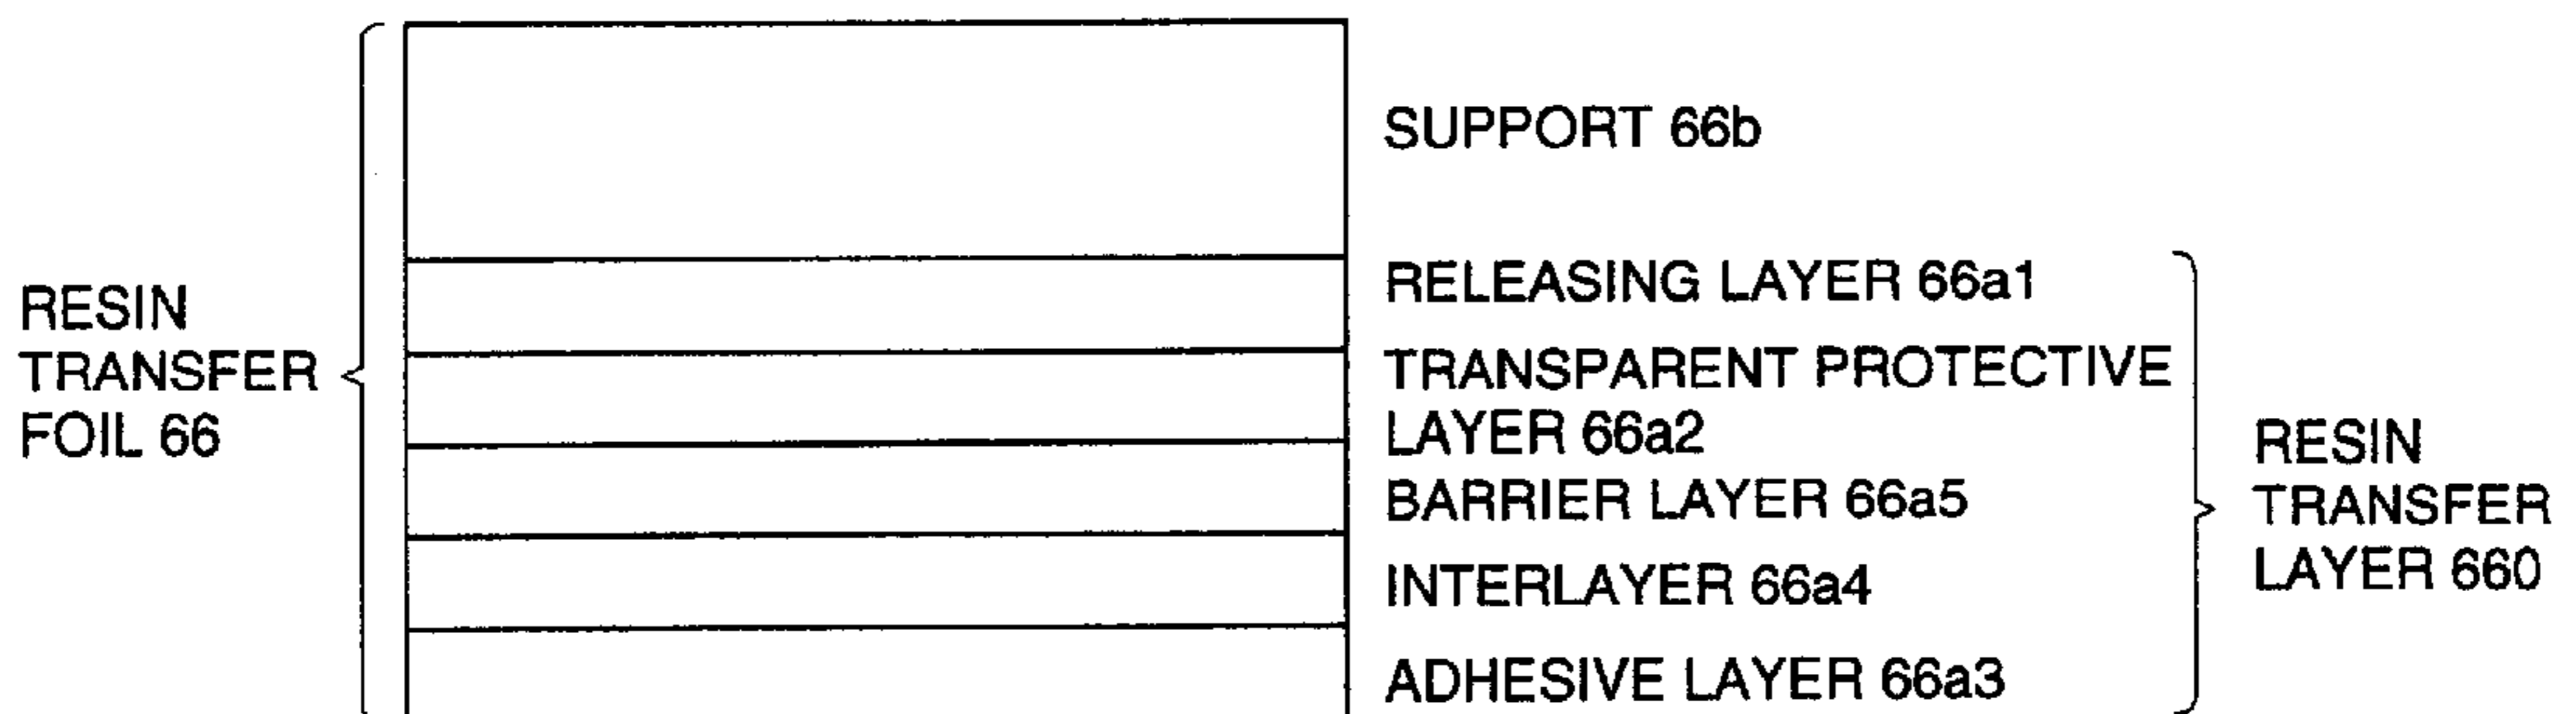 RESIN
TRANSFER
FOIL 66
SUPPORT 66b
RELEASING LAYER 66a1
TRANSPARENT PROTECTIVE
LAYER 66a2
BARRIER LAYER 66a5
INTERLAYER 66a4
ADHESIVE LAYER 66a3
RESIN
TRANSFER
LAYER 660